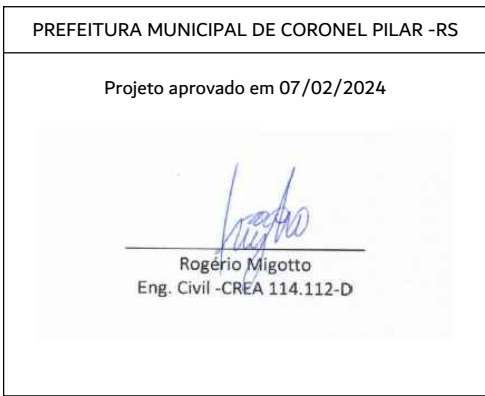 PREFEITURA MUNICIPAL DE CORONEL PILAR -RS
Projeto aprovado em 07/02/2024
Rogério Migotto
Eng. Civil -CREA 114.112-D